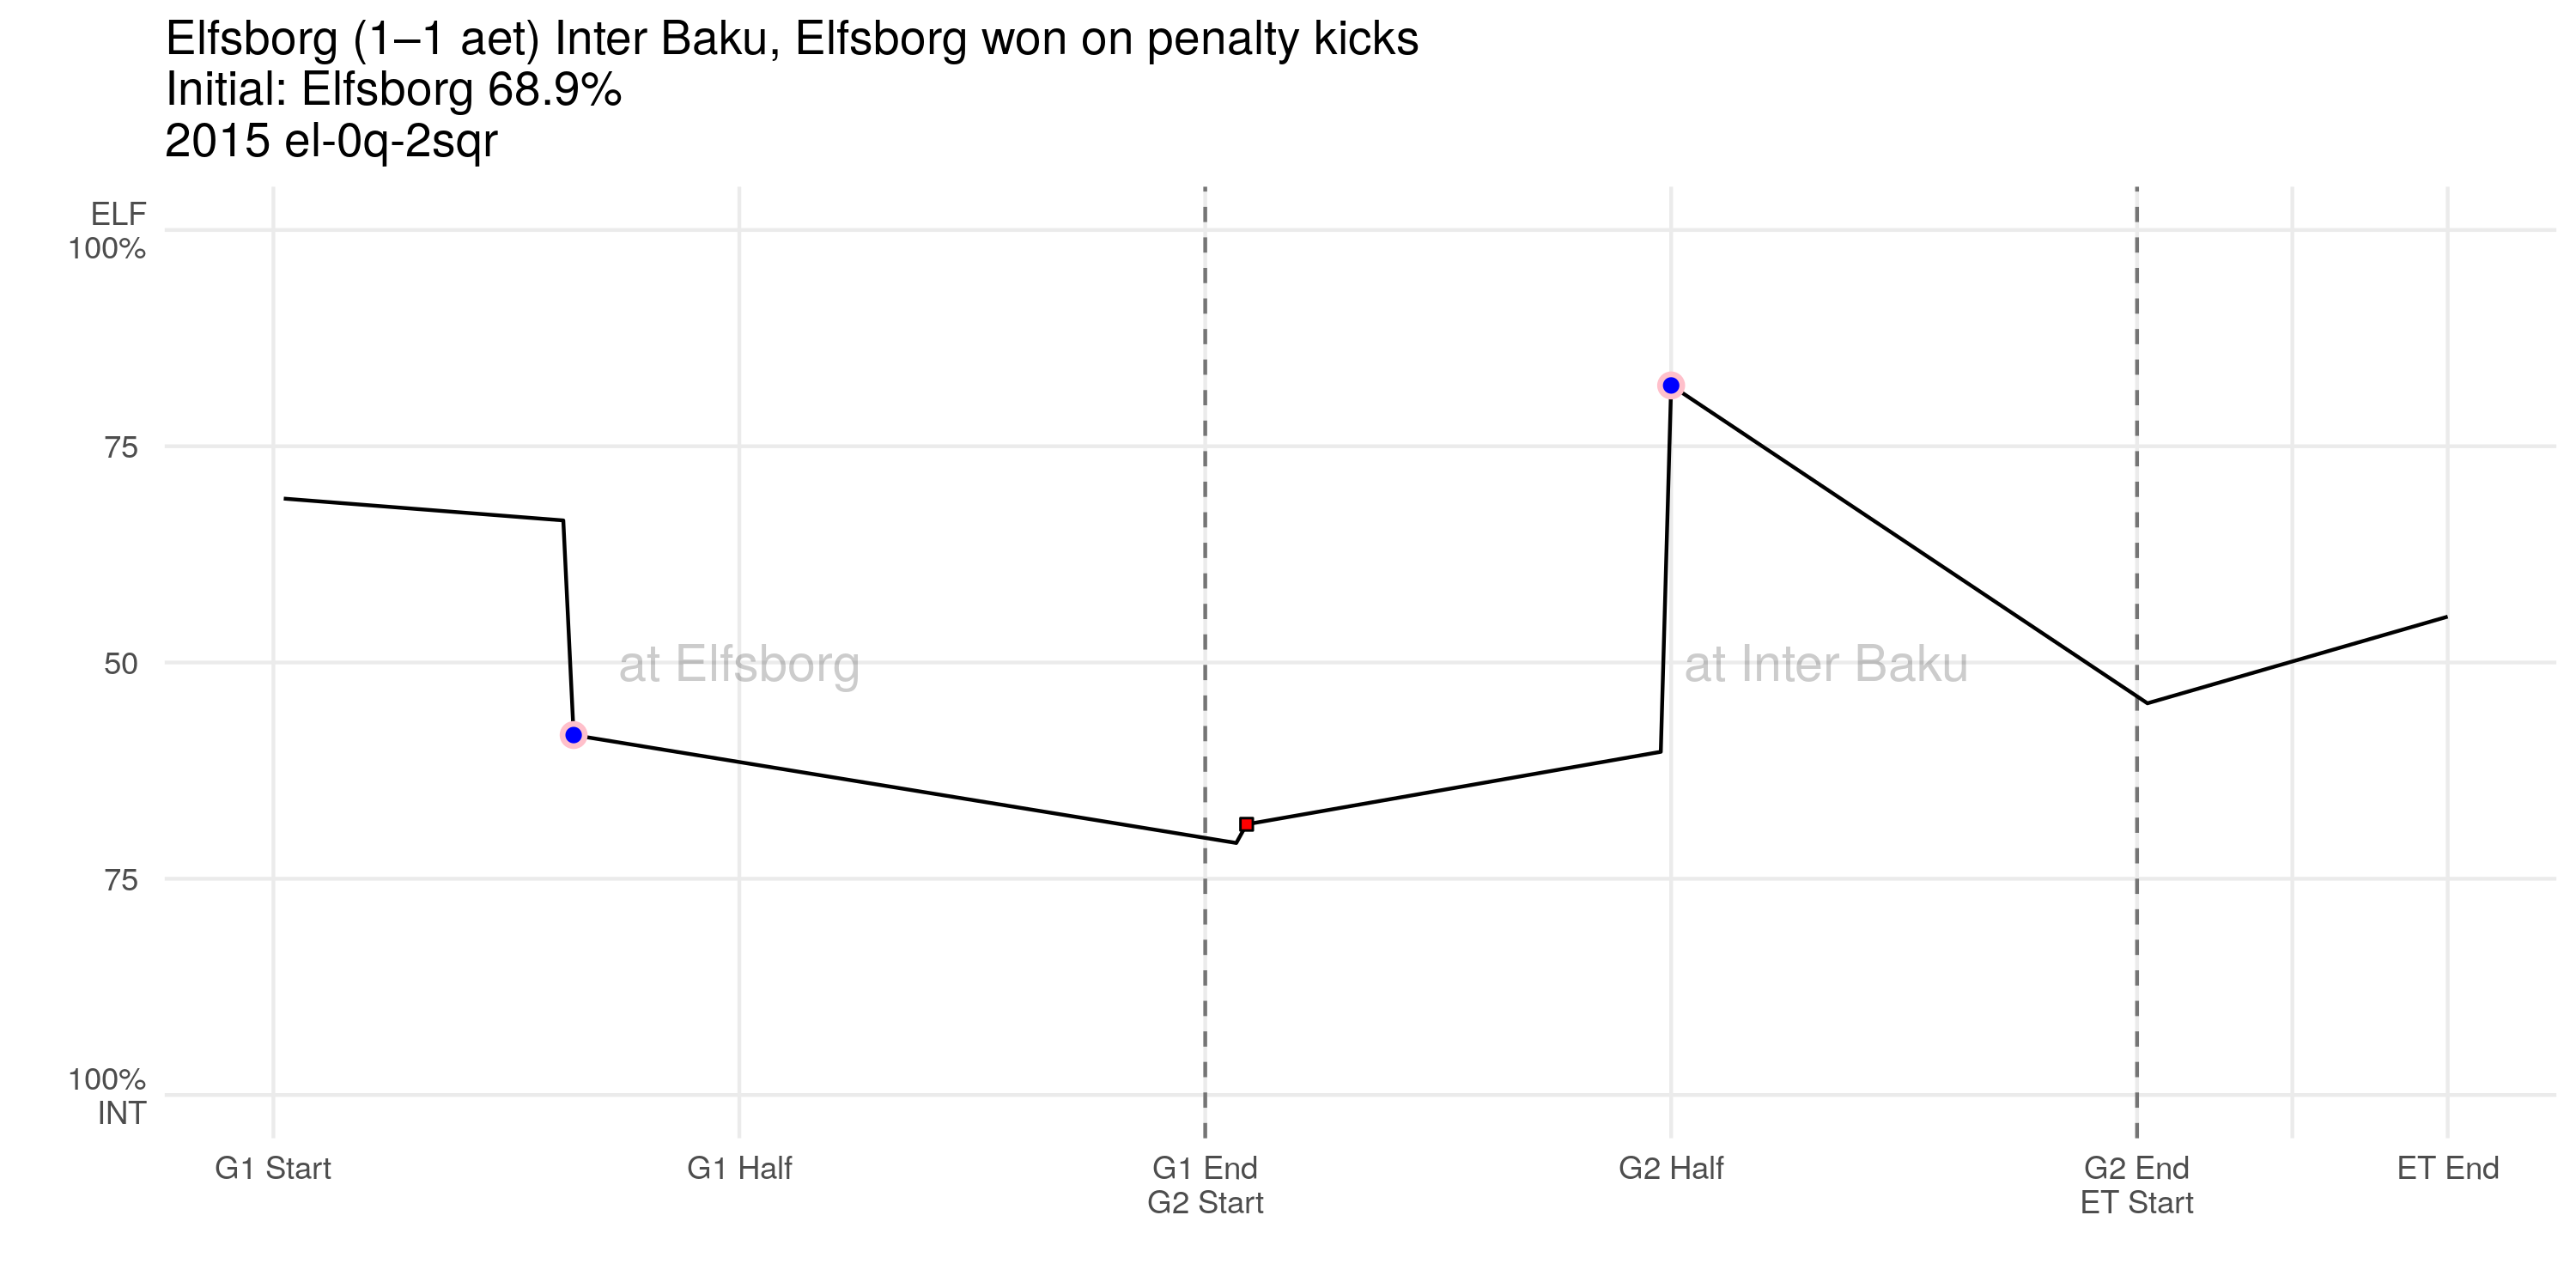 Elfsborg (1–1 aet) Inter Baku, Elfsborg won on penalty kicks
Initial: Elfsborg 68.9%
2015 el-0q-2sqr
ELF
100%
75
50
75
100%
INT
at Elfsborg
at Inter Baku
G1 Start
G1 Half
G1 End
G2 Start
G2 Half
G2 End
ET Start
ET End